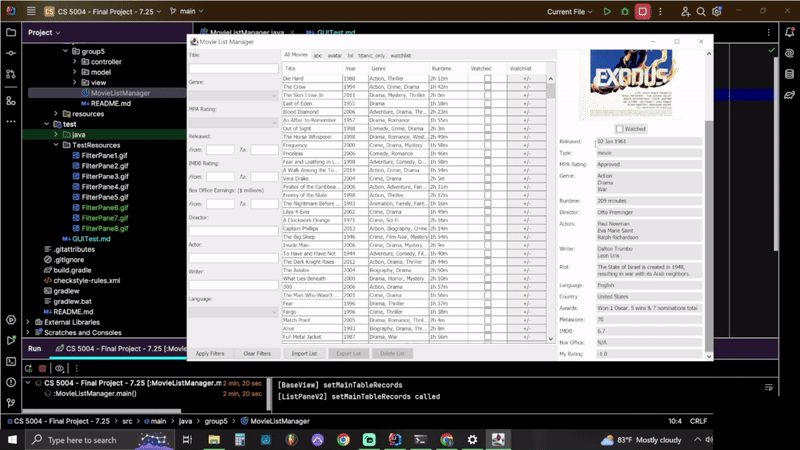 CS 5004 - Final Project - 7.25
main
Current File
Project
MovieListManager.java
GUITest.md
group5
controller
model
view
MovieListManager
README.md
resources
test
java
TestResources
FilterPane1.gif
FilterPane2.gif
FilterPane3.gif
FilterPane4.gif
FilterPane5.gif
FilterPane6.gif
FilterPane7.gif
FilterPane8.gif
GUITest.md
.gitattributes
.gitignore
build.gradle
checkstyle-rules.xml
gradlew
gradlew.bat
README.md
External Libraries
Scratches and Consoles
Movie List Manager
Title:
Genre:
MPA Rating:
Released:
From: To:
IMDB Rating:
From: To:
Box Office Earnings: ($ millions)
From: To:
Director:
Actor:
Writer:
Language:
Apply Filters Clear Filters
All Movies abc avatar lol titanic_only watchlist
Title Year Genre Runtime Watched Watchlist
Die Hard 1988 Action, Thriller 2h 12m +/-
The Crow 1994 Action, Crime, Drama 1h 42m +/-
The Skin I Live In 2011 Drama, Mystery, Thr... 2h 0m +/-
East of Eden 1955 Drama 1h 58m +/-
Blood Diamond 2006 Adventure, Drama, Th... 2h 23m +/-
An Affair to Remember 1957 Drama, Romance 1h 55m +/-
Out of Sight 1998 Comedy, Crime, Drama 2h 3m +/-
The Horse Whisperer 1998 Drama, Romance, West... 2h 49m +/-
Frequency 2000 Crime, Drama, Mystery 1h 58m +/-
Priceless 2006 Comedy, Romance 1h 46m +/-
Fear and Loathing in L... 1998 Adventure, Comedy, D... 1h 58m +/-
A Walk Among the To... 2014 Action, Crime, Drama 1h 54m +/-
Vera Drake 2004 Crime, Drama 2h 5m +/-
Pirates of the Caribbea... 2006 Action, Adventure, Fa... 2h 31m +/-
Enemy of the State 1998 Action, Thriller 2h 12m +/-
The Nightmare Before ... 1993 Animation, Family, Fant... 1h 16m +/-
Lilya 4-Ever 2002 Crime, Drama 1h 49m +/-
A Clockwork Orange 1971 Crime, Sci-Fi 2h 16m +/-
Captain Phillips 2013 Action, Biography, Crime 2h 14m +/-
The Big Sleep 1946 Crime, Film-Noir, Mystery 1h 54m +/-
Inside Man 2006 Crime, Drama, Mystery 2h 9m +/-
To Have and Have Not 1944 Adventure, Comedy, Fil... 1h 40m +/-
The Dark Knight Rises 2012 Action, Drama, Thriller 2h 44m +/-
The Aviator 2004 Biography, Drama 2h 50m +/-
What Lies Beneath 2000 Drama, Horror, Mystery 2h 10m +/-
300 2006 Action, Drama 1h 57m +/-
The Man Who Wasn't ... 2001 Crime, Drama 1h 56m +/-
Fear 1996 Drama, Thriller 1h 37m +/-
Fargo 1996 Crime, Thriller 1h 38m +/-
Match Point 2005 Drama, Romance, Thriller 2h 4m +/-
Alive 1993 Biography, Drama 2h 0m +/-
Full Metal Jacket 1987 Drama, War 1h 56m +/-
Import List Export List Delete List
EXODUS
Watched
Released: 02 Jan 1961
Type: movie
MPA Rating: Approved
Genre: Action
Drama
War
Runtime: 209 minutes
Director: Otto Preminger
Actors: Paul Newman
Eva Marie Saint
Ralph Richardson
Writer: Dalton Trumbo
Leon Uris
Plot: The State of Israel is created in 1948,
resulting in war with its Arab neighbors.
Language: English
Country: United States
Awards: Won 1 Oscar. 5 wins & 7 nominations total
Metascore: 70
IMDB: 6.7
Box Office: N/A
My Rating: -1.0
Run
CS 5004 - Final Project - 7.25 [:MovieListManager.m
CS 5004 - Final Project - 7.25 [:MovieListManager.m 2 min, 20 sec
:MovieListManager.main() 2 min, 20 sec
[BaseView] setMainTableRecords
[ListPaneV2] setMainTableRecords called
CS 5004 - Final Project - 7.25 > src > main > java > group5 > MovieListManager
10:4 CRLF
Type here to search
83°F Mostly cloudy